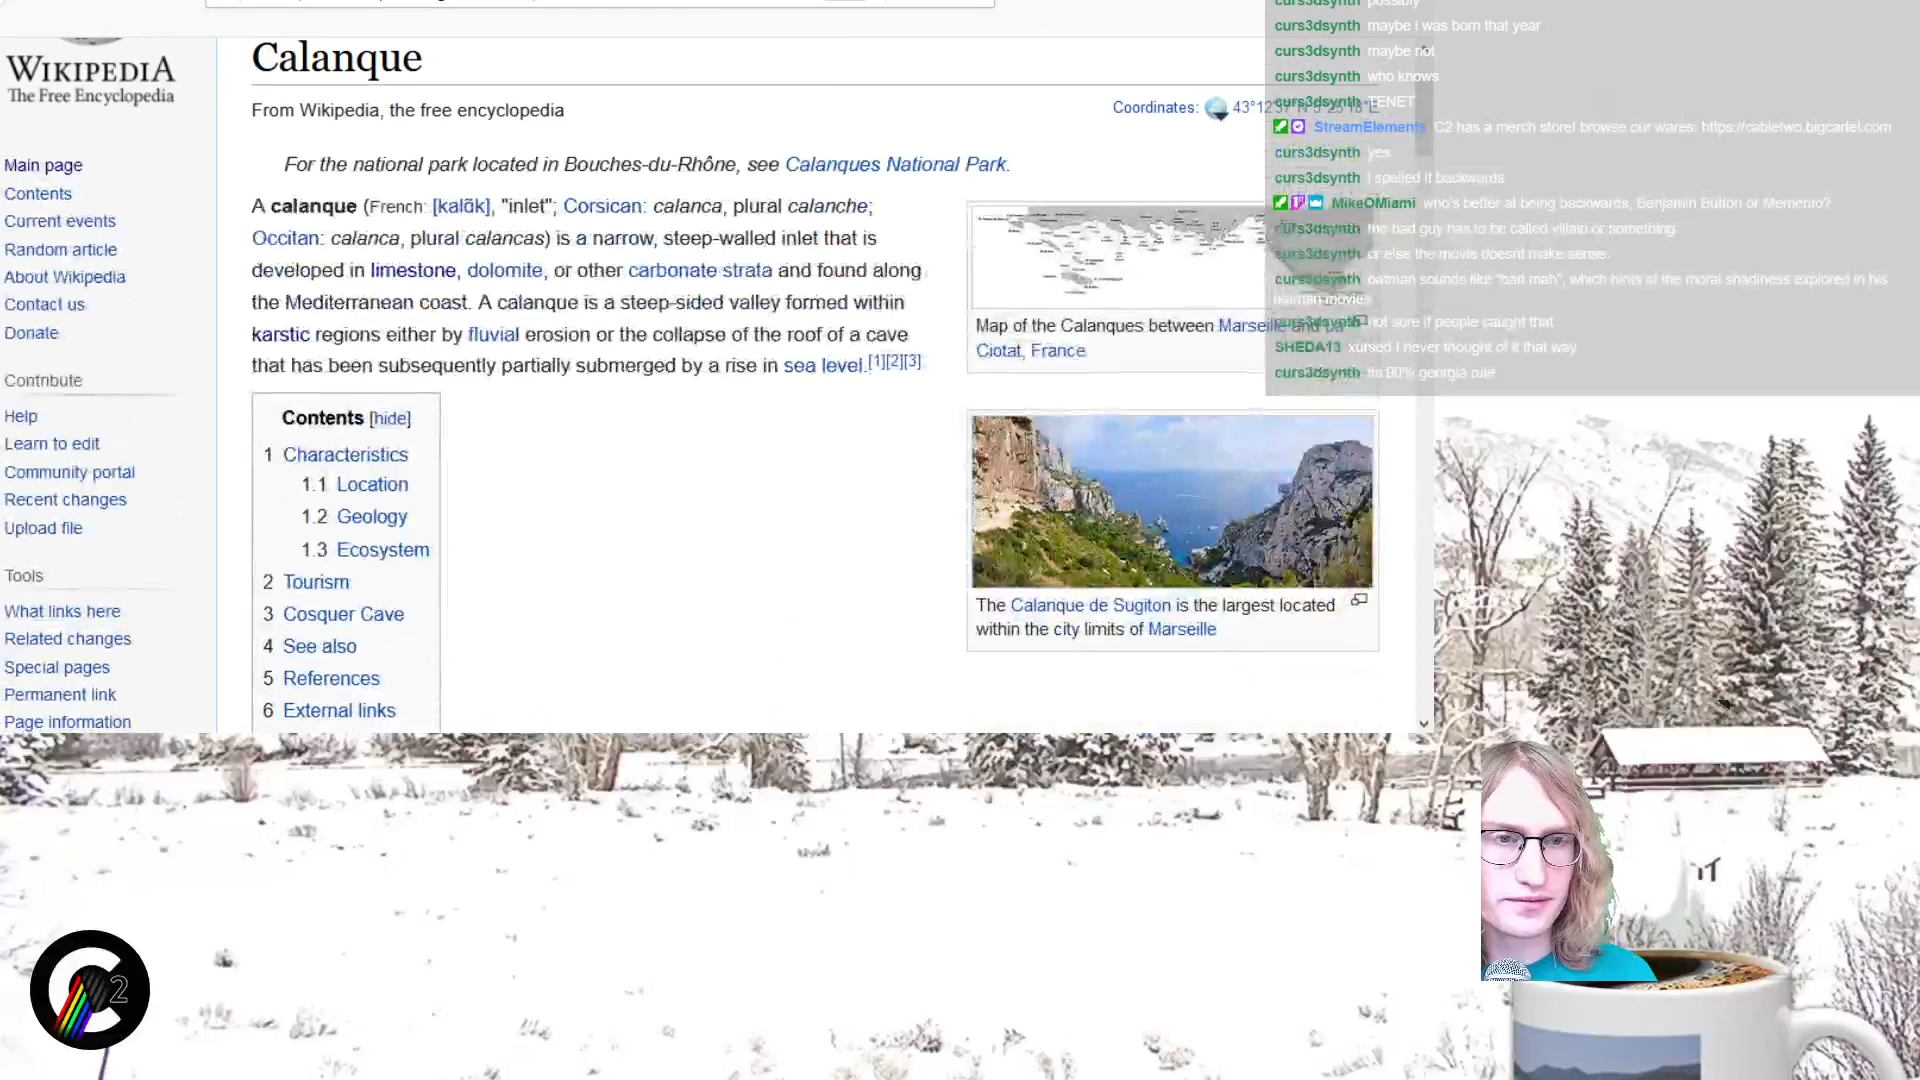 WIKIPEDIA
The Free Encyclopedia
Main page
Contents
Current events
Random article
About Wikipedia
Contact us
Donate
Contribute
Help
Learn to edit
Community portal
Recent changes
Upload file
Tools
What links here
Related changes
Special pages
Permanent link
Page information
Calanque
From Wikipedia, the free encyclopedia
Coordinates:
For the national park located in Bouches-du-Rhône, see Calanques National Park.
A calanque (French: [kalɑ̃k], "inlet"; Corsican: calanca, plural calanche;
Occitan: calanca, plural calancas) is a narrow, steep-walled inlet that is
developed in limestone, dolomite, or other carbonate strata and found along
the Mediterranean coast. A calanque is a steep-sided valley formed within
karstic regions either by fluvial erosion or the collapse of the roof of a cave
that has been subsequently partially submerged by a rise in sea level.[1][2][3]
Contents [hide]
1 Characteristics
1.1 Location
1.2 Geology
1.3 Ecosystem
2 Tourism
3 Cosquer Cave
4 See also
5 References
6 External links
Map of the Calanques between Marseille and
Ciotat, France
The Calanque de Sugiton is the largest located
within the city limits of Marseille
curs3dsynth possibly
curs3dsynth maybe i was born that year
curs3dsynth maybe not
curs3dsynth who knows
curs3dsynth TENET
StreamElements C2 has a merch store! browse our wares: https://cabletwo.bigcartel.com
curs3dsynth yes
curs3dsynth I spelled it backwards
MikeOMiami who's better at being backwards, Benjamin Button or Memento?
curs3dsynth the bad guy has to be called villain or something.
curs3dsynth or else the movie doesnt make sense.
curs3dsynth batman sounds like "bad man", which hints at the moral shadiness explored in his
batman movies
curs3dsynth not sure if people caught that
SHEDA13 xursed I never thought of it that way
curs3dsynth its 90% georgia rule
C 2